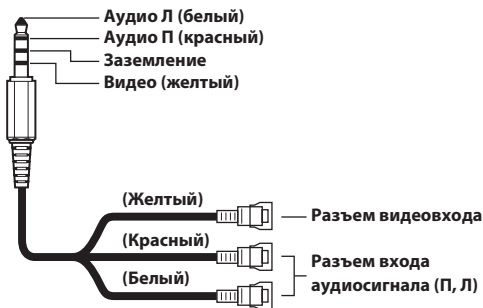 Аудио Л (белый)
Аудио П (красный)
Заземление
Видео (желтый)
(Желтый)
Разъем видеовхода
(Красный)
Разъем входа
аудиосигнала (П, Л)
(Белый)